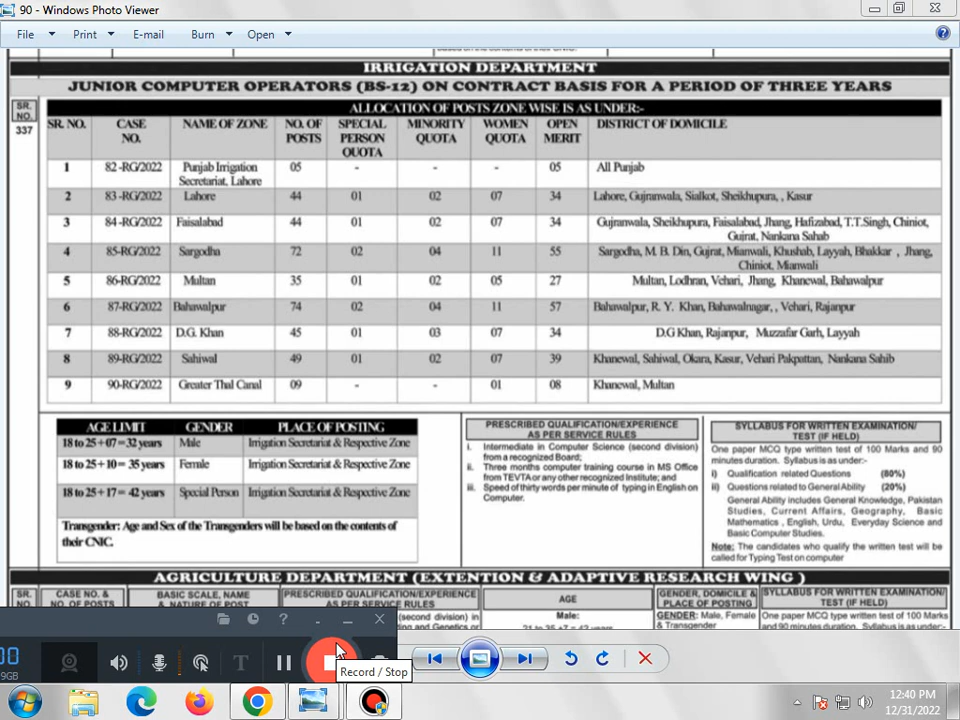 90 - Windows Photo Viewer
File Print E-mail Burn Open
IRRIGATION DEPARTMENT
JUNIOR COMPUTER OPERATORS (BS-12) ON CONTRACT BASIS FOR A PERIOD OF THREE YEARS
SR. NO.
337
ALLOCATION OF POSTS ZONE WISE IS AS UNDER:-
SR. NO. CASE NO. NAME OF ZONE NO. OF POSTS SPECIAL PERSON QUOTA MINORITY QUOTA WOMEN QUOTA OPEN MERIT DISTRICT OF DOMICILE
1 82-RG/2022 Punjab Irrigation Secretariat, Lahore 05 - - - 05 All Punjab
2 83-RG/2022 Lahore 44 01 02 07 34 Lahore, Gujranwala, Sialkot, Sheikhupura, , Kasur
3 84-RG/2022 Faisalabad 44 01 02 07 34 Gujranwala, Sheikhupura, Faisalabad, Jhang, Hafizabad, T.T.Singh, Chiniot,
Gujrat, Nankana Sahab
4 85-RG/2022 Sargodha 72 02 04 11 55 Sargodha, M. B. Din, Gujrat, Mianwali, Khushab, Layyah, Bhakkar , Jhang,
Chiniot, Mianwali
5 86-RG/2022 Multan 35 01 02 05 27 Multan, Lodhran, Vehari, Jhang, Khanewal, Bahawalpur
6 87-RG/2022 Bahawalpur 74 02 04 11 57 Bahawalpur, R. Y. Khan, Bahawalnagar, , Vehari, Rajanpur
7 88-RG/2022 D.G. Khan 45 01 03 07 34 D.G Khan, Rajanpur, Muzzafar Garh, Layyah
8 89-RG/2022 Sahiwal 49 01 02 07 39 Khanewal, Sahiwal, Okara, Kasur, Vehari Pakpattan, Nankana Sahib
9 90-RG/2022 Greater Thal Canal 09 - - 01 08 Khanewal, Multan
AGE LIMIT GENDER PLACE OF POSTING
18 to 25 + 07 = 32 years Male Irrigation Secretariat & Respective Zone
18 to 25 + 10 = 35 years Female Irrigation Secretariat & Respective Zone
18 to 25 + 17 = 42 years Special Person Irrigation Secretariat & Respective Zone
Transgender: Age and Sex of the Transgenders will be based on the contents of
their CNIC.
PRESCRIBED QUALIFICATION/EXPERIENCE
AS PER SERVICE RULES
i. Intermediate in Computer Science (second division)
from a recognized Board;
ii. Three months computer training course in MS Office
from TEVTA or any other recognized Institute; and
iii. Speed of thirty words per minute of typing in English on
Computer.
SYLLABUS FOR WRITTEN EXAMINATION/
TEST (IF HELD)
One paper MCQ type written test of 100 Marks and 90
minutes duration. Syllabus is as under:-
i) Qualification related Questions (80%)
ii) Questions related to General Ability (20%)
General Ability includes General Knowledge, Pakistan
Studies, Current Affairs, Geography, Basic
Mathematics , English, Urdu, Everyday Science and
Basic Computer Studies.
Note: The candidates who qualify the written test will be
called for Typing Test on computer
AGRICULTURE DEPARTMENT (EXTENTION & ADAPTIVE RESEARCH WING )
SR. NO. CASE NO. & NO. OF POSTS BASIC SCALE, NAME & NATURE OF POST PRESCRIBED QUALIFICATION/EXPERIENCE AS PER SERVICE RULES AGE GENDER, DOMICILE & PLACE OF POSTING SYLLABUS FOR WRITTEN EXAMINATION/ TEST (IF HELD)
(second division) in
Male:
GENDER: Male, Female
& Transgender
One paper MCQ type written test of 100 Marks
and 90 minutes duration. Syllabus is as under:-
00
9GB
T
Record / Stop
12:40 PM
12/31/2022